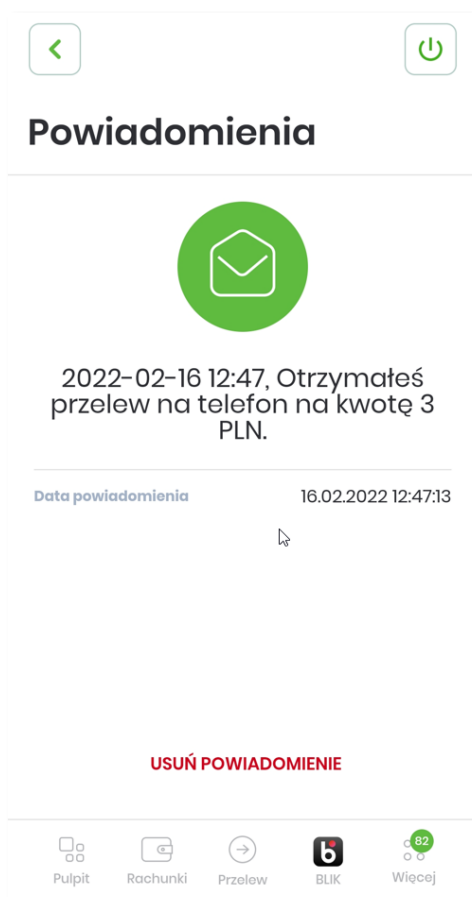 Powiadomienia
2022-02-16 12:47, Otrzymałeś
przelew na telefon na kwotę 3
PLN.
Data powiadomienia 16.02.2022 12:47:13
USUŃ POWIADOMIENIE
82
Pulpit Rachunki Przelew BLIK Więcej